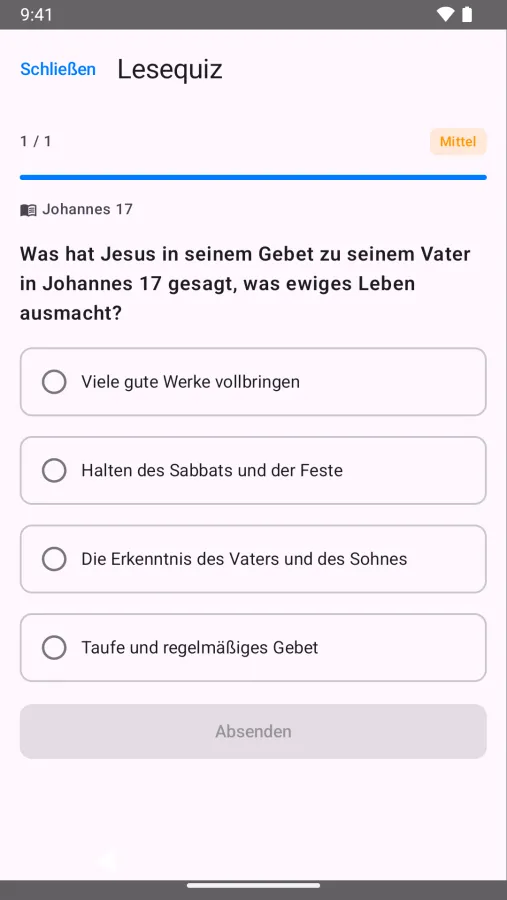 9:41
Schließen Lesequiz
1 / 1 Mittel
Johannes 17
Was hat Jesus in seinem Gebet zu seinem Vater
in Johannes 17 gesagt, was ewiges Leben
ausmacht?
Viele gute Werke vollbringen
Halten des Sabbats und der Feste
Die Erkenntnis des Vaters und des Sohnes
Taufe und regelmäßiges Gebet
Absenden